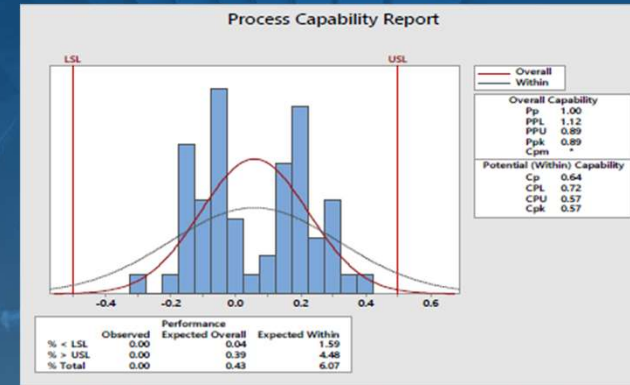 Process Capability Report
LSL
USL
Overall
Within
Overall Capability
Pp 1.00
PPL 1.12
PPU 0.89
Ppk 0.89
Cpm *
Potential (Within) Capability
Cp 0.64
CPL 0.72
CPU 0.57
Cpk 0.57
-0.4 -0.2 0.0 0.2 0.4 0.6
Performance
Observed Expected Overall Expected Within
% < LSL 0.00 0.04 1.59
% > USL 0.00 0.39 4.48
% Total 0.00 0.43 6.07